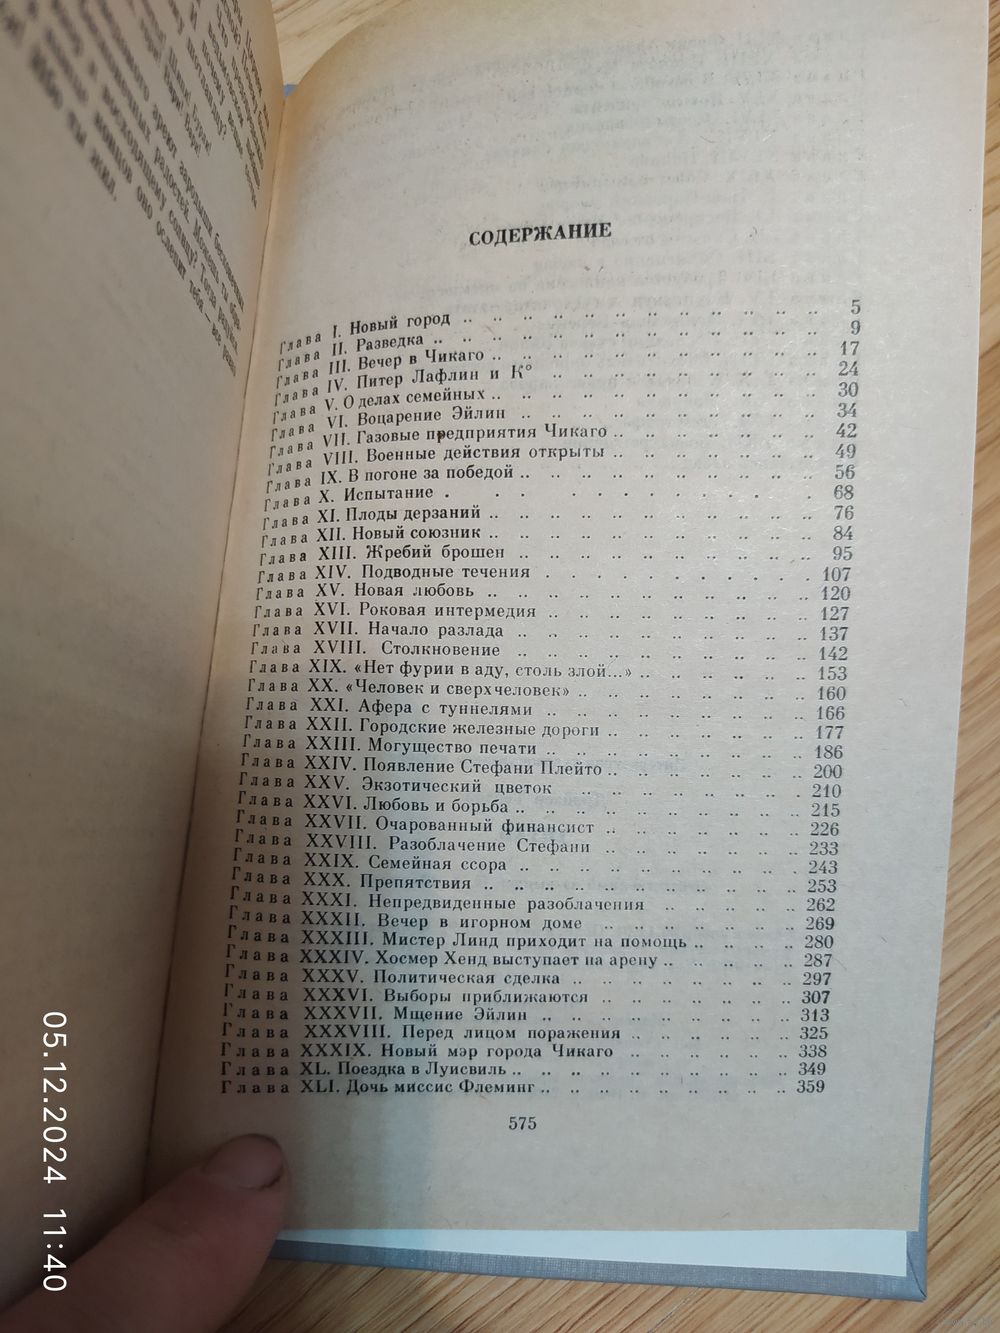 СОДЕРЖАНИЕ
Глава I. Новый город .. .. .. .. .. .. .. .. .. .. .. .. 5
Глава II. Разведка .. .. .. .. .. .. .. .. .. .. .. .. 9
Глава III. Вечер в Чикаго .. .. .. .. .. .. .. .. .. .. .. 17
Глава IV. Питер Лафлин и К° .. .. .. .. .. .. .. .. .. 24
Глава V. О делах семейных .. .. .. .. .. .. .. .. .. .. 30
Глава VI. Воцарение Эйлин .. .. .. .. .. .. .. .. .. .. 34
Глава VII. Газовые предприятия Чикаго .. .. .. .. .. .. .. 42
Глава VIII. Военные действия открыты .. .. .. .. .. .. .. 49
Глава IX. В погоне за победой .. .. .. .. .. .. .. .. .. 56
Глава X. Испытание . . . . . . . . . . . . 68
Глава XI. Плоды дерзаний .. .. .. .. .. .. .. .. .. .. 76
Глава XII. Новый союзник .. .. .. .. .. .. .. .. .. .. 84
Глава XIII. Жребий брошен .. .. .. .. .. .. .. .. .. .. 95
Глава XIV. Подводные течения . . . . . . . . . . 107
Глава XV. Новая любовь .. .. .. .. .. .. .. .. .. .. 120
Глава XVI. Роковая интермедия .. .. .. .. .. .. .. .. 127
Глава XVII. Начало разлада .. .. .. .. .. .. .. .. .. 137
Глава XVIII. Столкновение .. .. .. .. .. .. .. .. .. 142
Глава XIX. «Нет фурии в аду, столь злой...» .. .. .. .. .. 153
Глава XX. «Человек и сверхчеловек» .. .. .. .. .. .. .. 160
Глава XXI. Афера с туннелями .. .. .. .. .. .. .. .. 166
Глава XXII. Городские железные дороги .. .. .. .. .. .. 177
Глава XXIII. Могущество печати .. .. .. .. .. .. .. .. 186
Глава XXIV. Появление Стефани Плейто .. .. .. .. .. .. 200
Глава XXV. Экзотический цветок .. .. .. .. .. .. .. 210
Глава XXVI. Любовь и борьба .. .. .. .. .. .. .. .. .. 215
Глава XXVII. Очарованный финансист .. .. .. .. .. .. 226
Глава XXVIII. Разоблачение Стефани .. .. .. .. .. .. 233
Глава XXIX. Семейная ссора .. .. .. .. .. .. .. .. .. 243
Глава XXX. Препятствия .. .. .. .. .. .. .. .. .. .. 253
Глава XXXI. Непредвиденные разоблачения .. .. .. .. .. 262
Глава XXXII. Вечер в игорном доме .. .. .. .. .. .. 269
Глава XXXIII. Мистер Линд приходит на помощь .. .. .. .. 280
Глава XXXIV. Хосмер Хенд выступает на арену .. .. .. .. .. 287
Глава XXXV. Политическая сделка .. .. .. .. .. .. .. 297
Глава XXXVI. Выборы приближаются .. .. .. .. .. .. 307
Глава XXXVII. Мщение Эйлин .. .. .. .. .. .. .. .. 313
Глава XXXVIII. Перед лицом поражения .. .. .. .. .. 325
Глава XXXIX. Новый мэр города Чикаго .. .. .. .. .. 338
Глава XL. Поездка в Луисвиль .. .. .. .. .. .. .. .. 349
Глава XLI. Дочь миссис Флеминг .. .. .. .. .. .. .. .. 359
575
05.12.2024 11:40